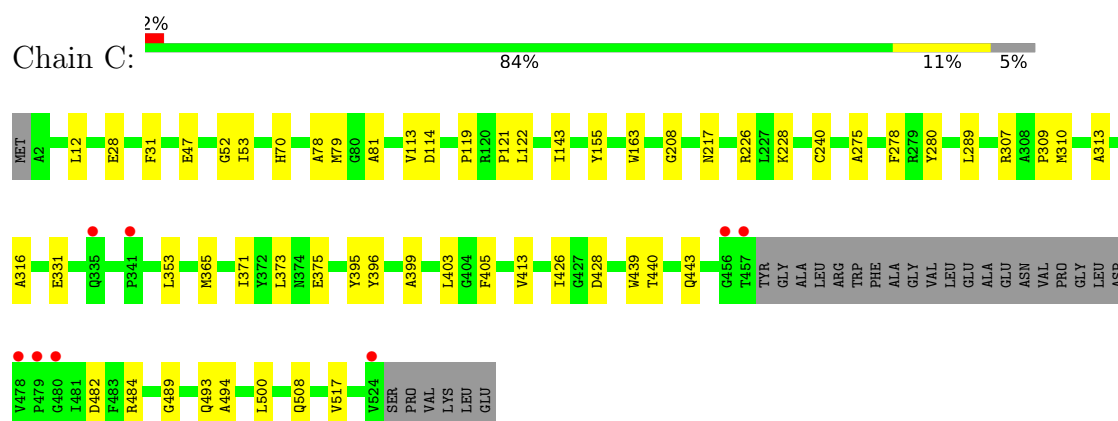 2%
Chain C:
84% 11% 5%
MET A2 L12 E28 F31 E47 G52 I53 H70 A78 M79 G80 A81 V113 D114 P119 R120 P121 L122 I143 Y155 W163 G208 N217 R226 L227 K228 C240 A275 F278 R279 Y280 L289 R307 A308 P309 M310 A313
A316 E331 Q335 P341 L353 M365 I371 Y372 L373 N374 E375 Y395 Y396 A399 L403 G404 F405 V413 I426 G427 D428 W439 T440 Q443 G456 T457 TYR GLY ALA LEU ARG TRP PHE ALA GLY VAL LEU GLU ALA GLU ASN VAL PRO GLY LEU ASP
V478 P479 G480 I481 D482 F483 R484 G489 Q493 A494 L500 Q508 V517 V524 SER PRO VAL LYS LEU GLU